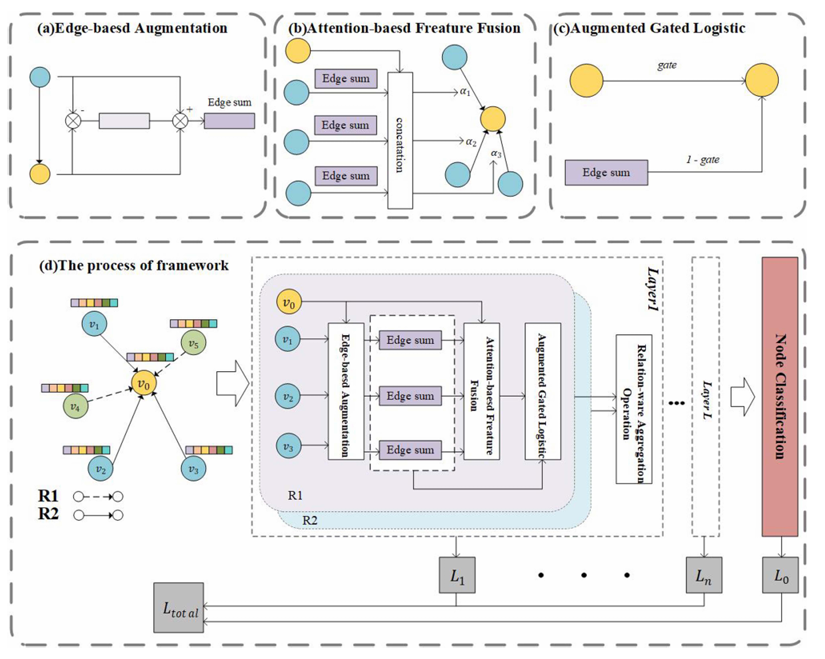 (a)Edge-baesd Augmentation
-
+
Edge sum
(b)Attention-baesd Freature Fusion
Edge sum
Edge sum
Edge sum
concatation
α₁
α₂
α₃
(c)Augmented Gated Logistic
gate
Edge sum
1 - gate
(d)The process of framework
v₁
v₅
v₀
v₄
v₂
v₃
R1
R2
Layer1
v₀
v₁
v₂
v₃
Edge-baesd Augmentation
Edge sum
Edge sum
Edge sum
Attention-baesd Freature
Fusion
Augmented Gated Logistic
R1
R2
Relation-ware Aggregation
Operation
Layer L
Node Classification
L₁
Lₙ
L₀
Lₜₒₜₐₗ